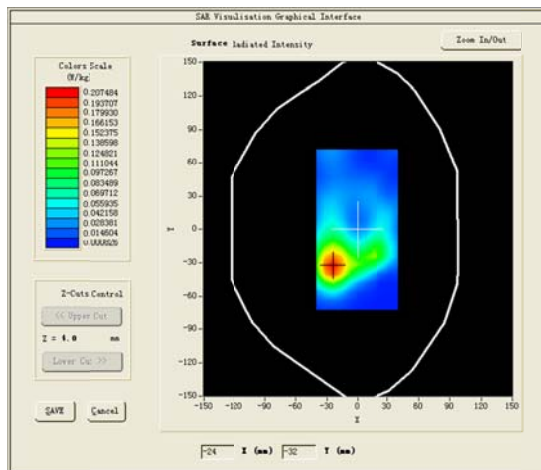 SAR Visualisation Graphical Interface
Surface Radiated Intensity
Zoom In/Out
Colors Scale
(W/kg)
0.207484
0.193707
0.179930
0.166153
0.152375
0.138598
0.124821
0.111044
0.097267
0.083489
0.069712
0.055935
0.042158
0.028381
0.014604
0.000826
Z-Cuts Control
<< Upper Cut
Z = 4.0 mm
Lower Cut >>
SAVE
Cancel
150
120
90
60
30
0
-30
-60
-90
-120
-150
Y
-150 -120 -90 -60 -30 0 30 60 90 120 150
X
-24 X (mm) -32 Y (mm)